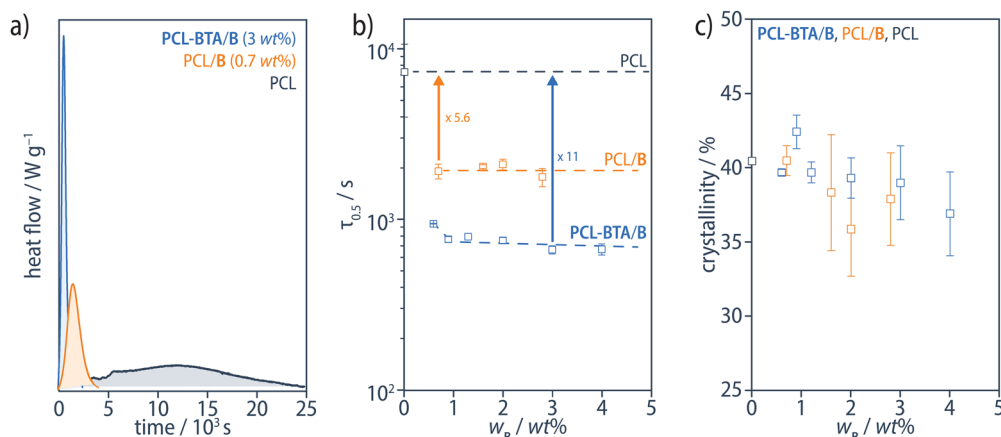 a)
PCL-BTA/B (3 wt%)
PCL/B (0.7 wt%)
PCL
heat flow / W g⁻¹
0 5 10 15 20 25
time / 10³ s
b)
10⁴
10³
10²
τ0.5 / s
PCL
x 5.6
x 11
PCL/B
PCL-BTA/B
0 1 2 3 4 5
wB / wt%
c)
PCL-BTA/B, PCL/B, PCL
50
45
40
35
30
25
crystallinity / %
0 1 2 3 4 5
wB / wt%